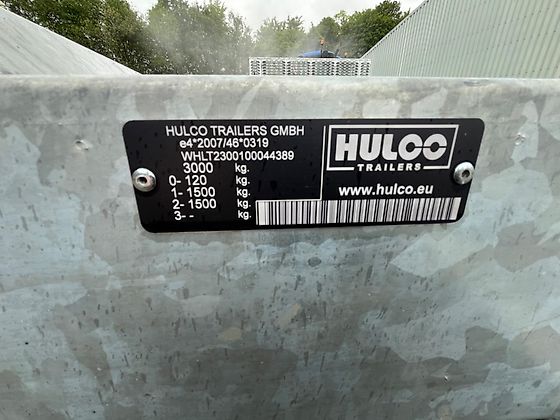 HULCO TRAILERS GMBH
e4*2007/46*0319
WHLT2300100044389
3000 kg.
0- 120 kg.
1- 1500 kg.
2- 1500 kg.
3- - kg.
HULCO
TRAILERS
www.hulco.eu